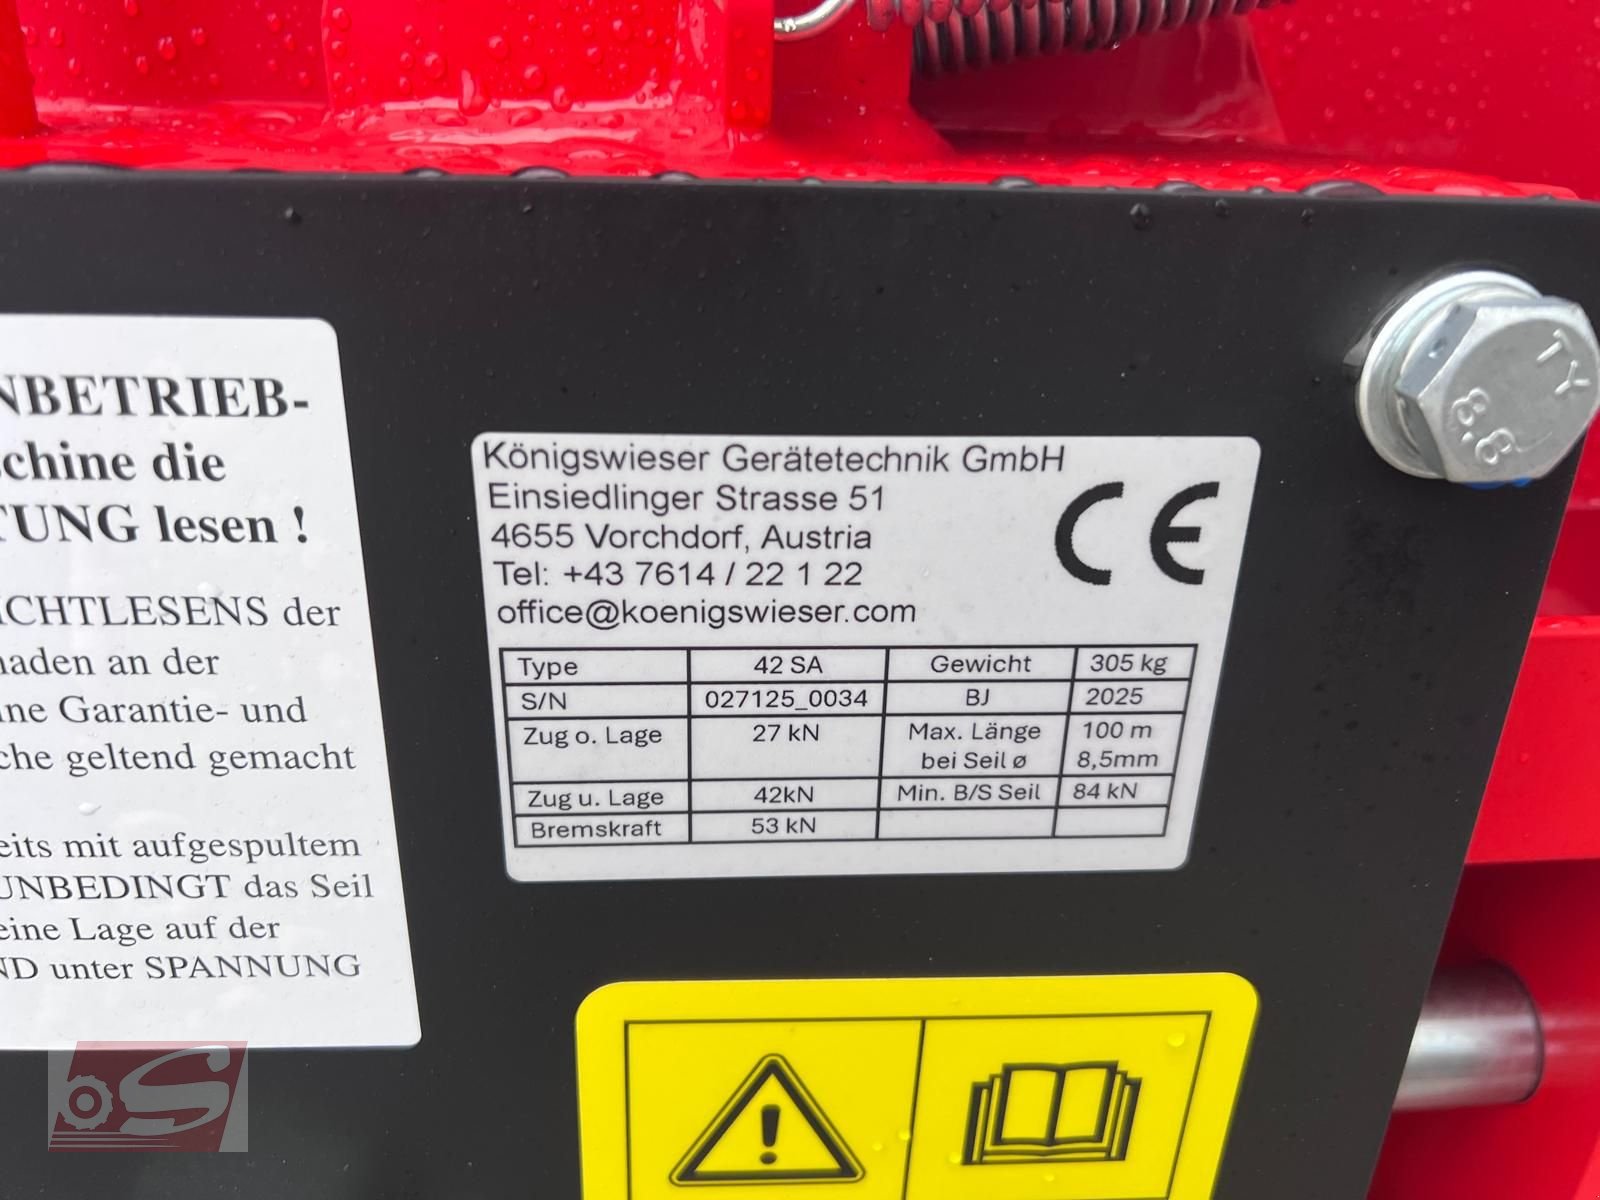 NBETRIEB-
schine die
TUNG lesen !
ICHTLESENS der
haden an der
ine Garantie- und
che geltend gemacht
eits mit aufgespultem
UNBEDINGT das Seil
eine Lage auf der
ND unter SPANNUNG
Königswieser Gerätetechnik GmbH
Einsiedlinger Strasse 51
4655 Vorchdorf, Austria
Tel: +43 7614 / 22 1 22
office@koenigswieser.com
CE
Type 42 SA Gewicht 305 kg
S/N 027125_0034 BJ 2025
Zug o. Lage 27 kN Max. Länge 100 m
bei Seil ø 8,5mm
Zug u. Lage 42kN Min. B/S Seil 84 kN
Bremskraft 53 kN
TY
8.8
S